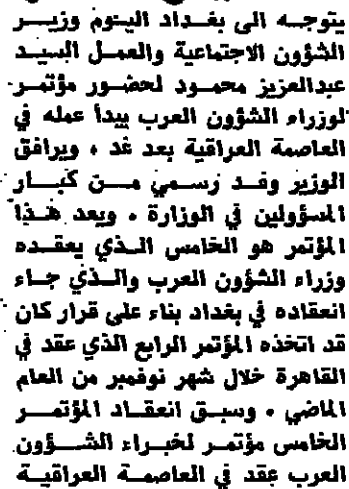 يتوجه الى بغداد اليوم وزير
الشؤون الاجتماعية والعمل السيد
عبدالعزيز محمود لحضور مؤتمر
لوزراء الشؤون العرب يبدأ عمله في
العاصمة العراقية بعد غد ، ويرافق
الوزير وفد رسمي من كبار
المسؤولين في الوزارة . ويعد هذا
المؤتمر هو الخامس الذي يعقده
وزراء الشؤون العرب والذي جاء
انعقاده في بغداد بناء على قرار كان
قد اتخذه المؤتمر الرابع الذي عقد في
القاهرة خلال شهر نوفمبر من العام
الماضي . وسبق انعقاد المؤتمر
الخامس مؤتمر لخبراء الشؤون
العرب عقد في العاصمة العراقية